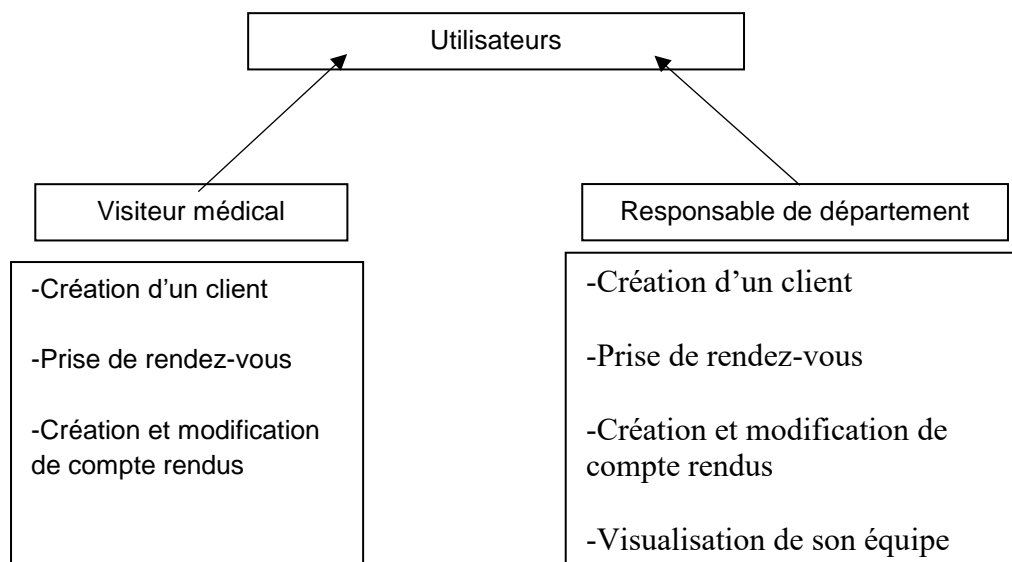 Utilisateurs
Visiteur médical
-Création d’un client
-Prise de rendez-vous
-Création et modification
de compte rendus
Responsable de département
-Création d’un client
-Prise de rendez-vous
-Création et modification de
compte rendus
-Visualisation de son équipe